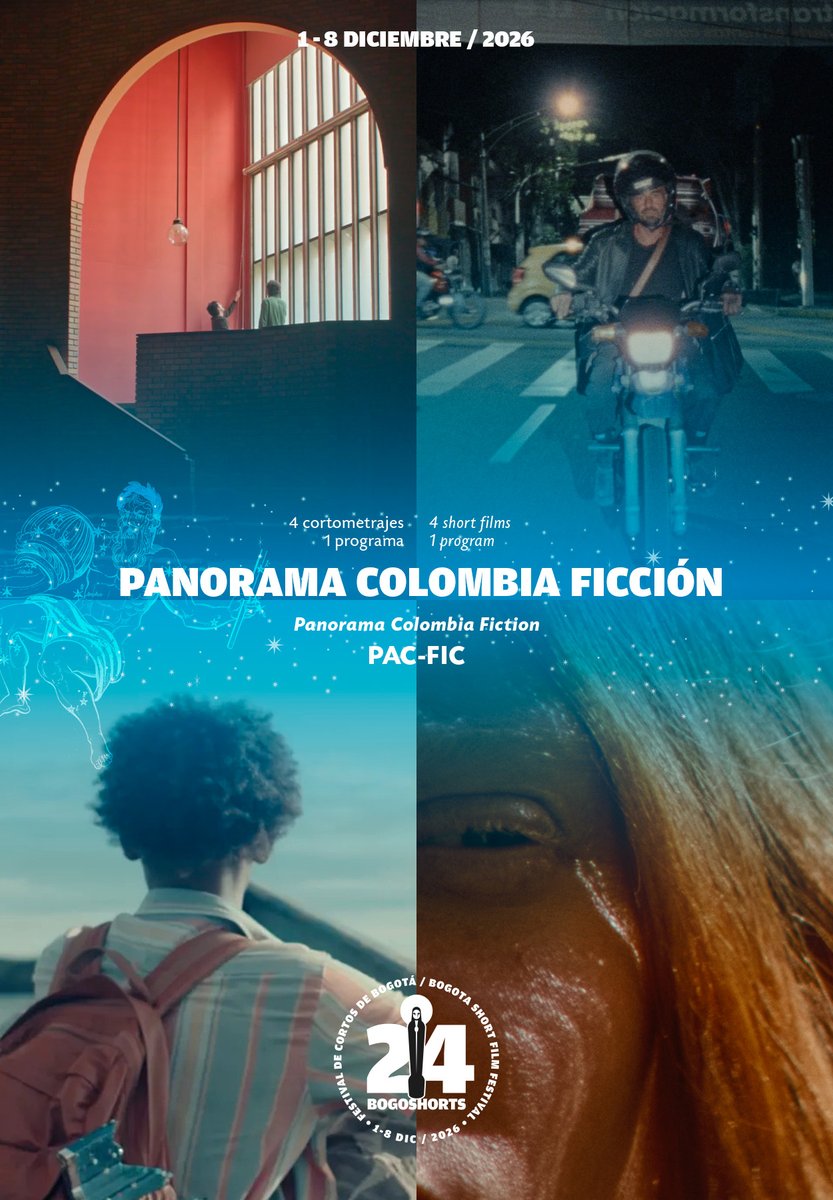 1 - 8 DICIEMBRE / 2026
4 cortometrajes
1 programa
4 short films
1 program
PANORAMA COLOMBIA FICCIÓN
Panorama Colombia Fiction
PAC-FIC
FESTIVAL DE CORTOS DE BOGOTÁ / BOGOTA SHORT FILM FESTIVAL
24
BOGOSHORTS
• 1-8 DIC / 2026 •